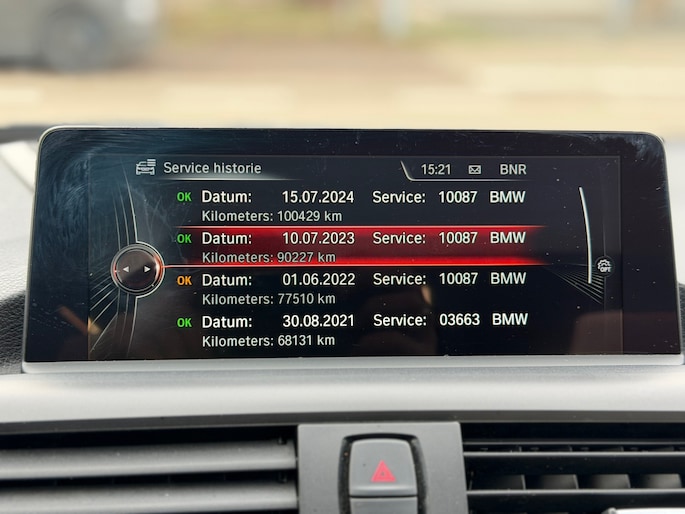 Service historie 15:21 BNR
OK Datum: 15.07.2024 Service: 10087 BMW
Kilometers: 100429 km
OK Datum: 10.07.2023 Service: 10087 BMW
Kilometers: 90227 km
OK Datum: 01.06.2022 Service: 10087 BMW
Kilometers: 77510 km
OK Datum: 30.08.2021 Service: 03663 BMW
Kilometers: 68131 km